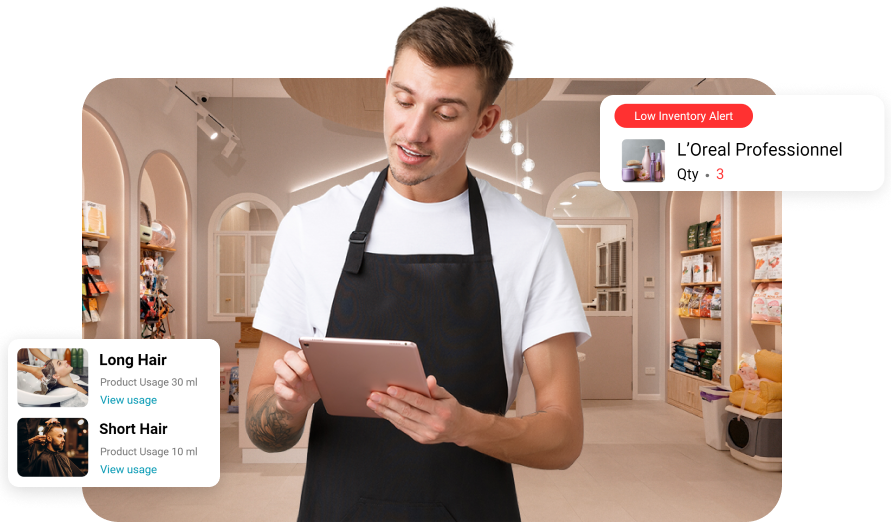 Low Inventory Alert
L’Oreal Professionnel
Qty • 3
Long Hair
Product Usage 30 ml
View usage
Short Hair
Product Usage 10 ml
View usage